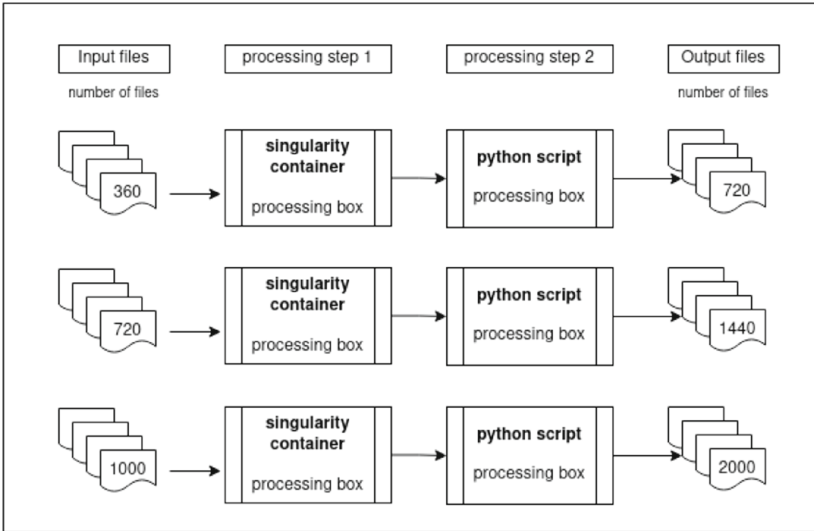 Input files
processing step 1
processing step 2
Output files
number of files
number of files
360
singularity
container
processing box
python script
processing box
720
720
singularity
container
processing box
python script
processing box
1440
1000
singularity
container
processing box
python script
processing box
2000